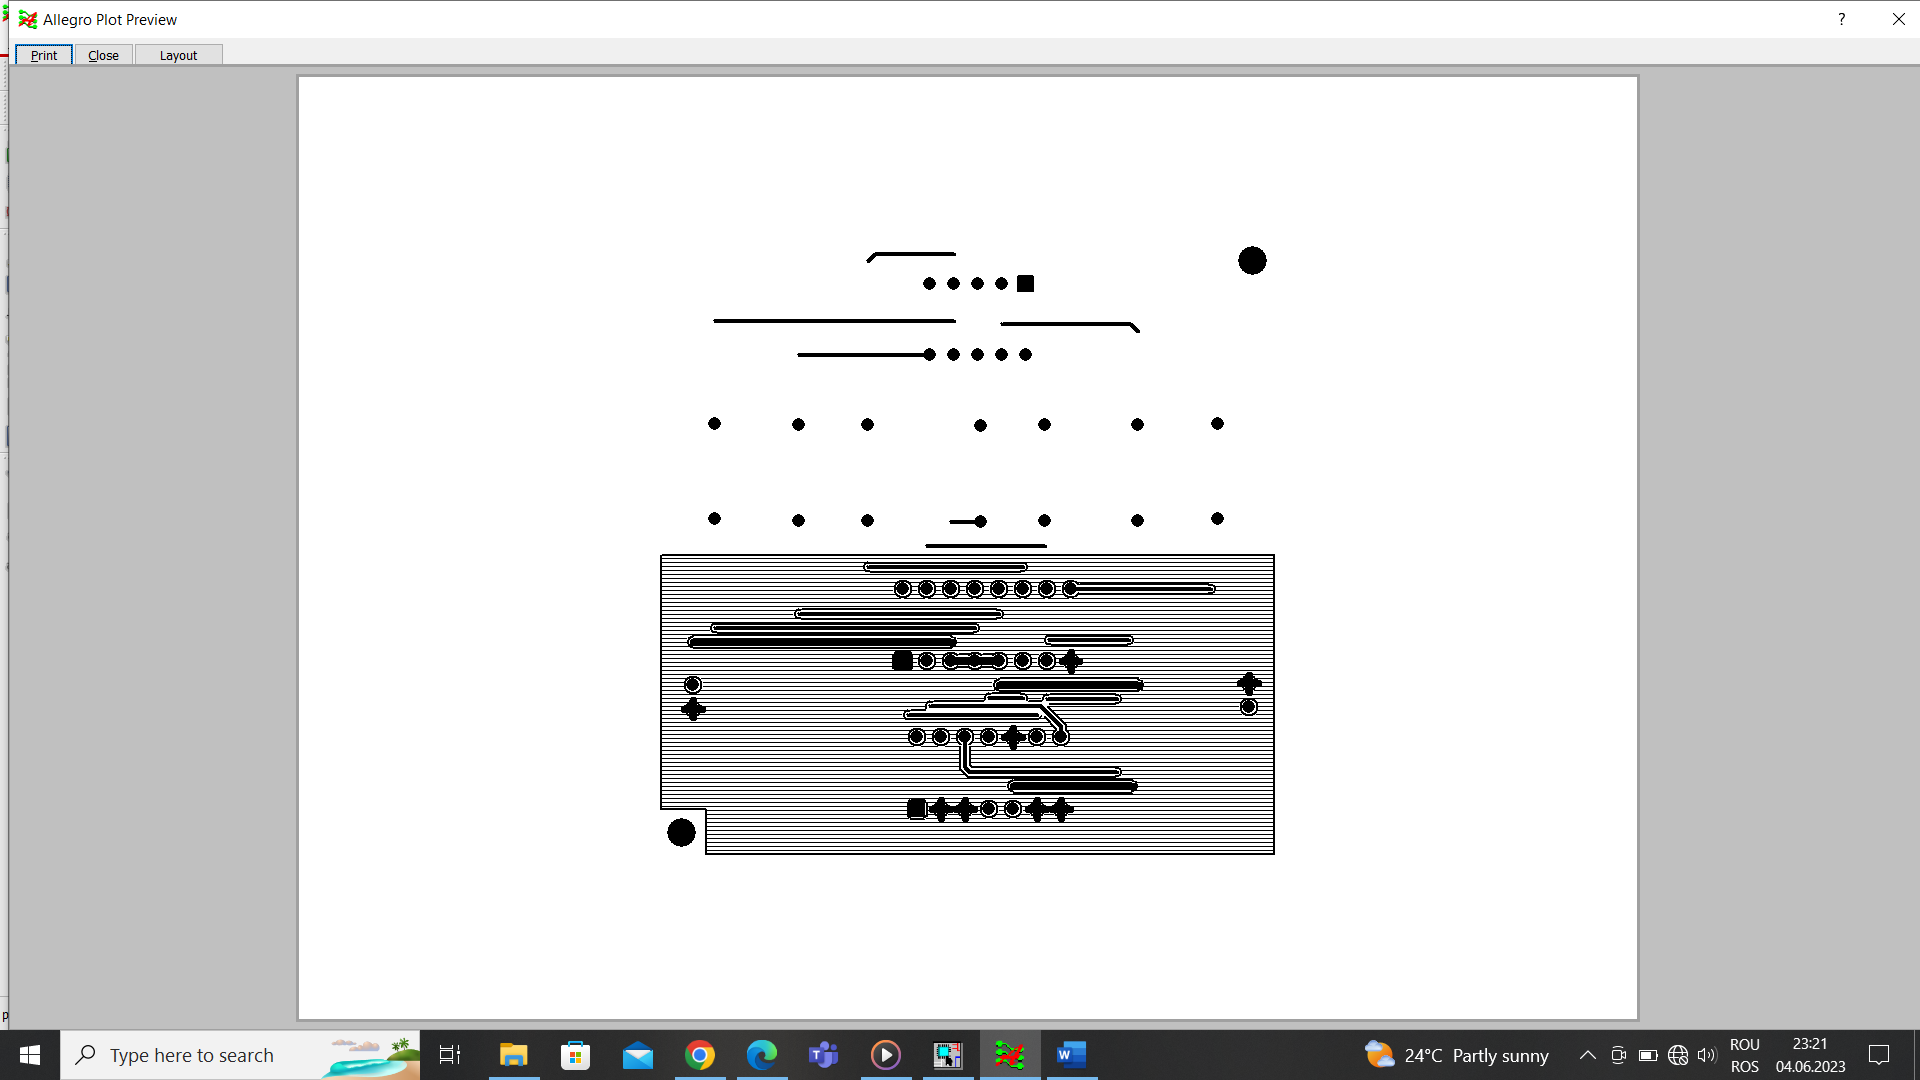 Allegro Plot Preview
?
Print Close Layout
p
Type here to search
24°C Partly sunny
ROU
ROS
23:21
04.06.2023